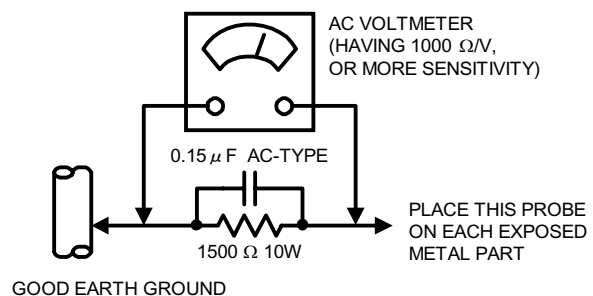 AC VOLTMETER
(HAVING 1000 Ω/V,
OR MORE SENSITIVITY)
0.15 μ F AC-TYPE
1500 Ω 10W
PLACE THIS PROBE
ON EACH EXPOSED
METAL PART
GOOD EARTH GROUND